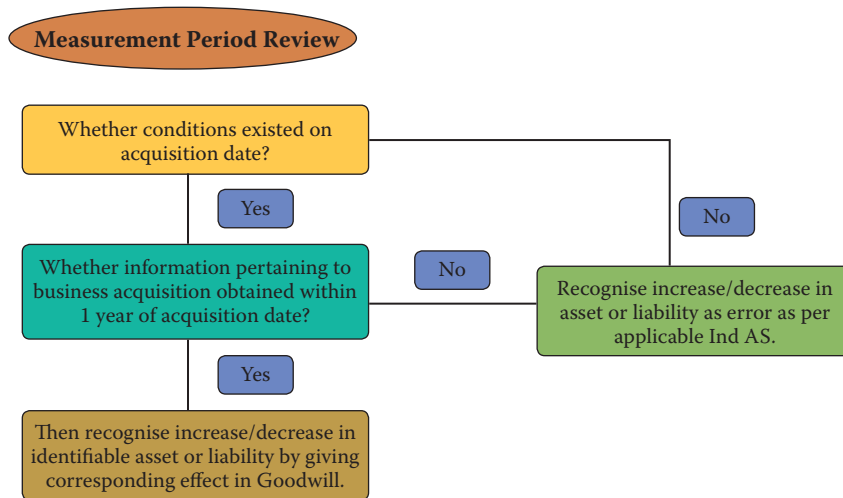 Measurement Period Review
Whether conditions existed on
acquisition date?
Yes
No
Whether information pertaining to
business acquisition obtained within
1 year of acquisition date?
No
Recognise increase/decrease in
asset or liability as error as per
applicable Ind AS.
Yes
Then recognise increase/decrease in
identifiable asset or liability by giving
corresponding effect in Goodwill.